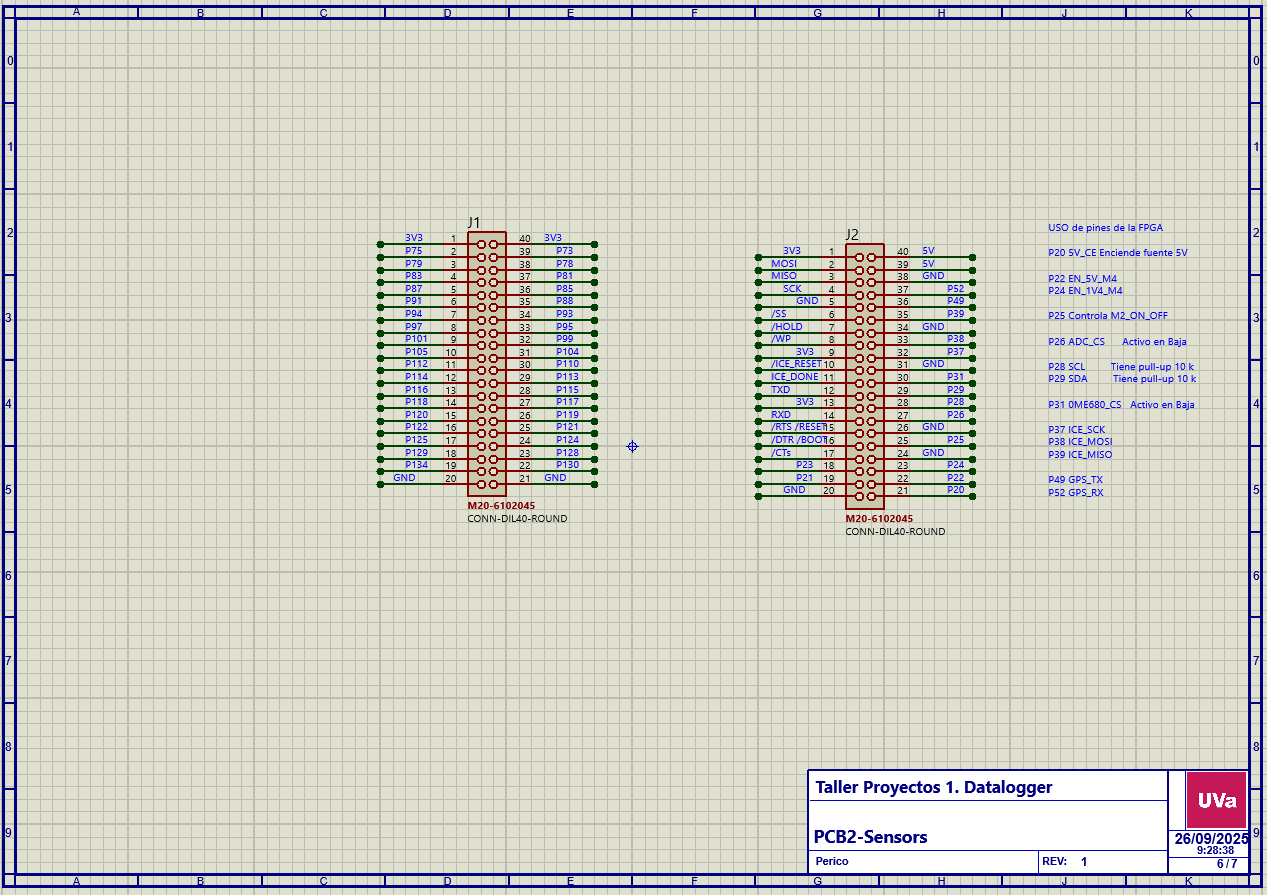 A B C D E F G H J K
J1
3V3 1 40 3V3
P75 2 39 P73
P79 3 38 P78
P83 4 37 P81
P87 5 36 P85
P91 6 35 P88
P94 7 34 P93
P97 8 33 P95
P101 9 32 P99
P105 10 31 P104
P112 11 30 P110
P114 12 29 P113
P116 13 28 P115
P118 14 27 P117
P120 15 26 P119
P122 16 25 P121
P125 17 24 P124
P129 18 23 P128
P134 19 22 P130
GND 20 21 GND
M20-6102045
CONN-DIL40-ROUND
J2
3V3 1 40 5V
MOSI 2 39 5V
MISO 3 38 GND
SCK 4 37 P52
GND 5 36 P49
/SS 6 35 P39
/HOLD 7 34 GND
/WP 8 33 P38
3V3 9 32 P37
/ICE_RESET 10 31 GND
ICE_DONE 11 30 P31
TXD 12 29 P29
3V3 13 28 P28
RXD 14 27 P26
/RTS /RESET 15 26 GND
/DTR /BOOT 16 25 P25
/CTs 17 24 GND
P23 18 23 P24
P21 19 22 P22
GND 20 21 P20
M20-6102045
CONN-DIL40-ROUND
USO de pines de la FPGA
P20 5V_CE Enciende fuente 5V
P22 EN_5V_M4
P24 EN_1V4_M4
P25 Controla M2_ON_OFF
P26 ADC_CS Activo en Baja
P28 SCL Tiene pull-up 10 k
P29 SDA Tiene pull-up 10 k
P31 0ME680_CS Activo en Baja
P37 ICE_SCK
P38 ICE_MOSI
P39 ICE_MISO
P49 GPS_TX
P52 GPS_RX
0 0
1 1
2 2
3 3
4 4
5 5
6 6
7 7
8 8
9 9
Taller Proyectos 1. Datalogger
UVa
PCB2-Sensors
26/09/2025
9:28:38
Perico REV: 1
6 / 7
A B C D E F G H J K